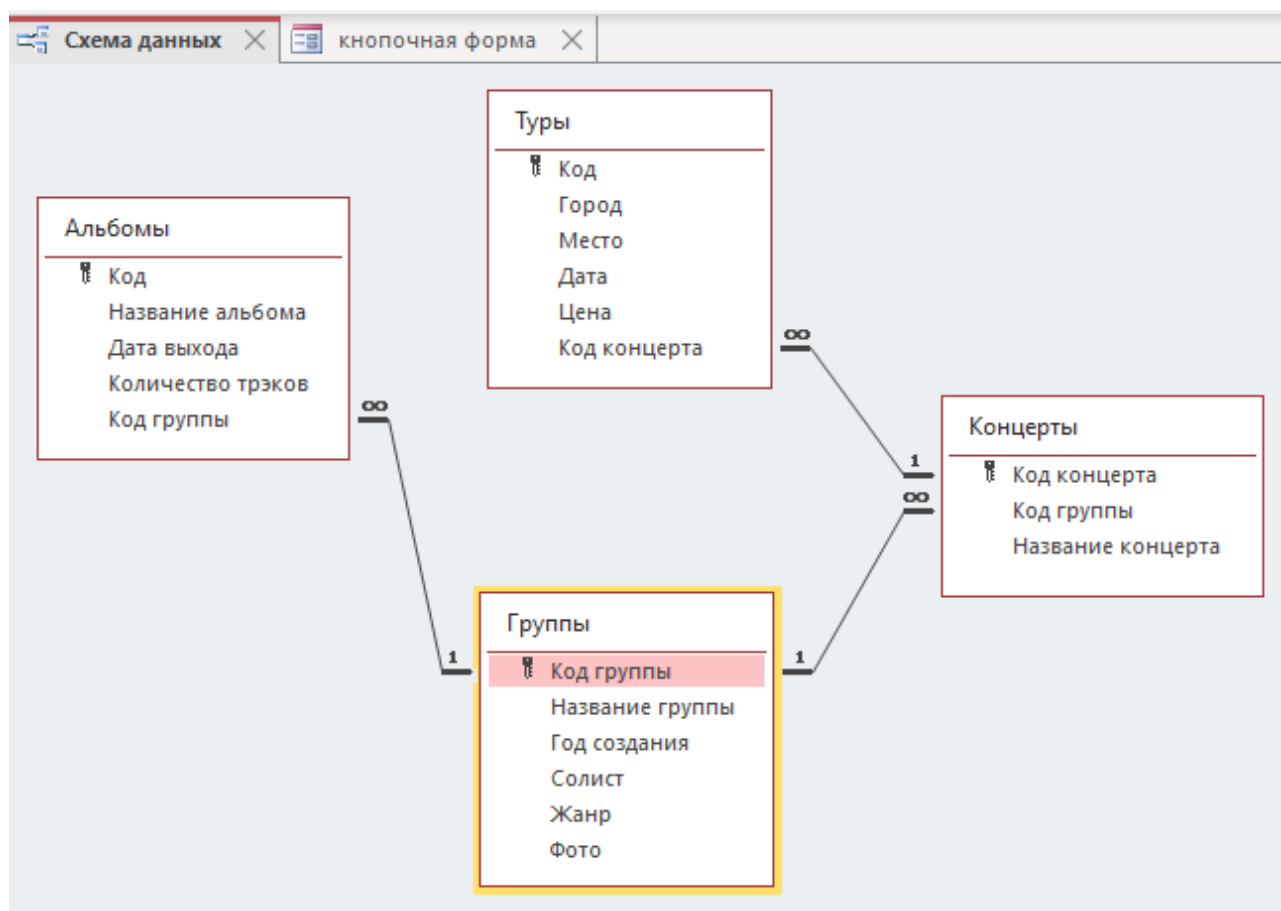 Схема данных
кнопочная форма
Туры
Код
Город
Место
Дата
Цена
Код концерта
Альбомы
Код
Название альбома
Дата выхода
Количество трэков
Код группы
∞
∞
Концерты
Код концерта
Код группы
Название концерта
1
∞
Группы
Код группы
Название группы
Год создания
Солист
Жанр
Фото
1
1